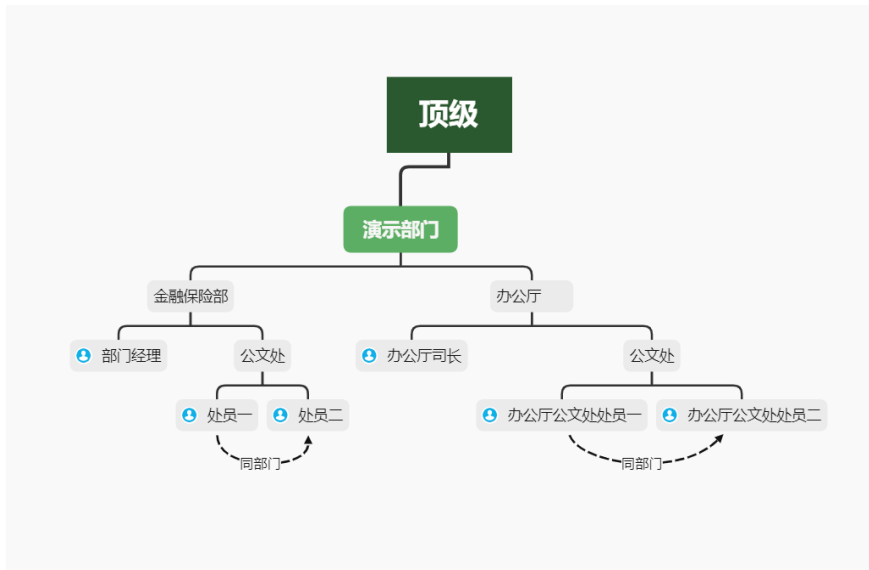 顶级
演示部门
金融保险部
办公厅
部门经理
公文处
办公厅司长
公文处
处员一
处员二
办公厅公文处处员一
办公厅公文处处员二
同部门
同部门